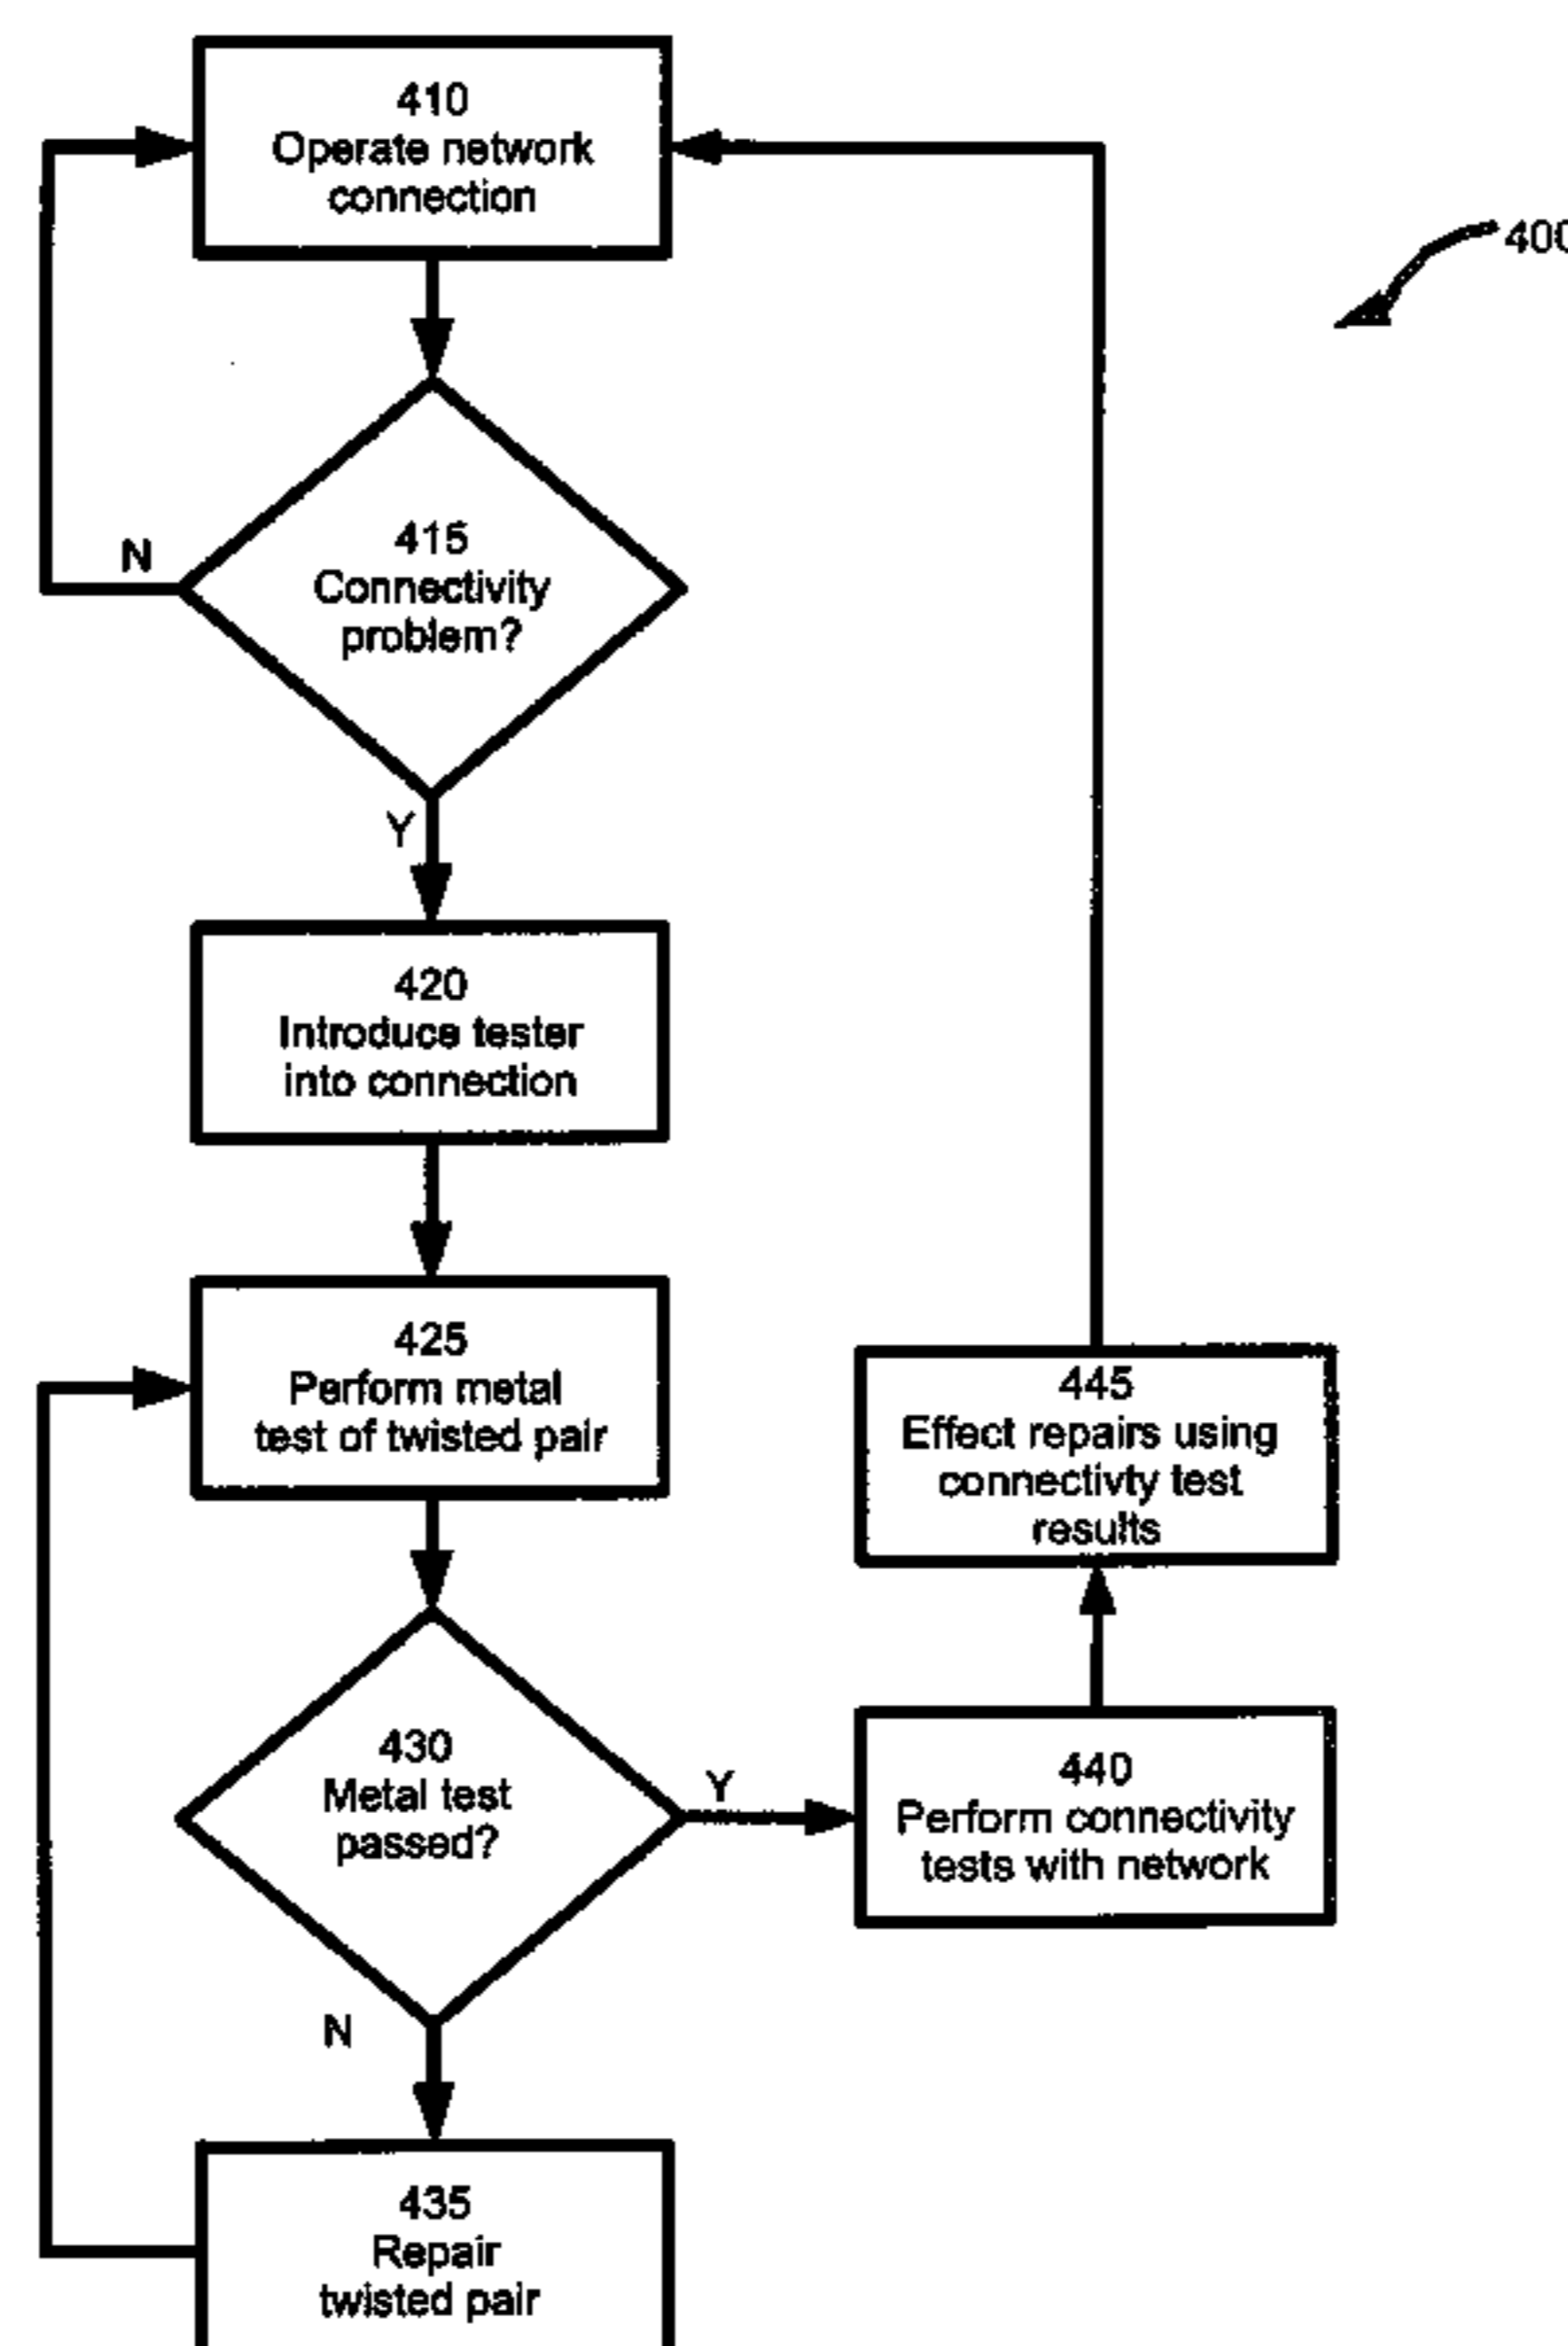 410
Operate network
connection
400
415
Connectivity
problem?
N
Y
420
Introduce tester
into connection
425
Perform metal
test of twisted pair
430
Metal test
passed?
Y
N
435
Repair
twisted pair
440
Perform connectivity
tests with network
445
Effect repairs using
connectivty test
results